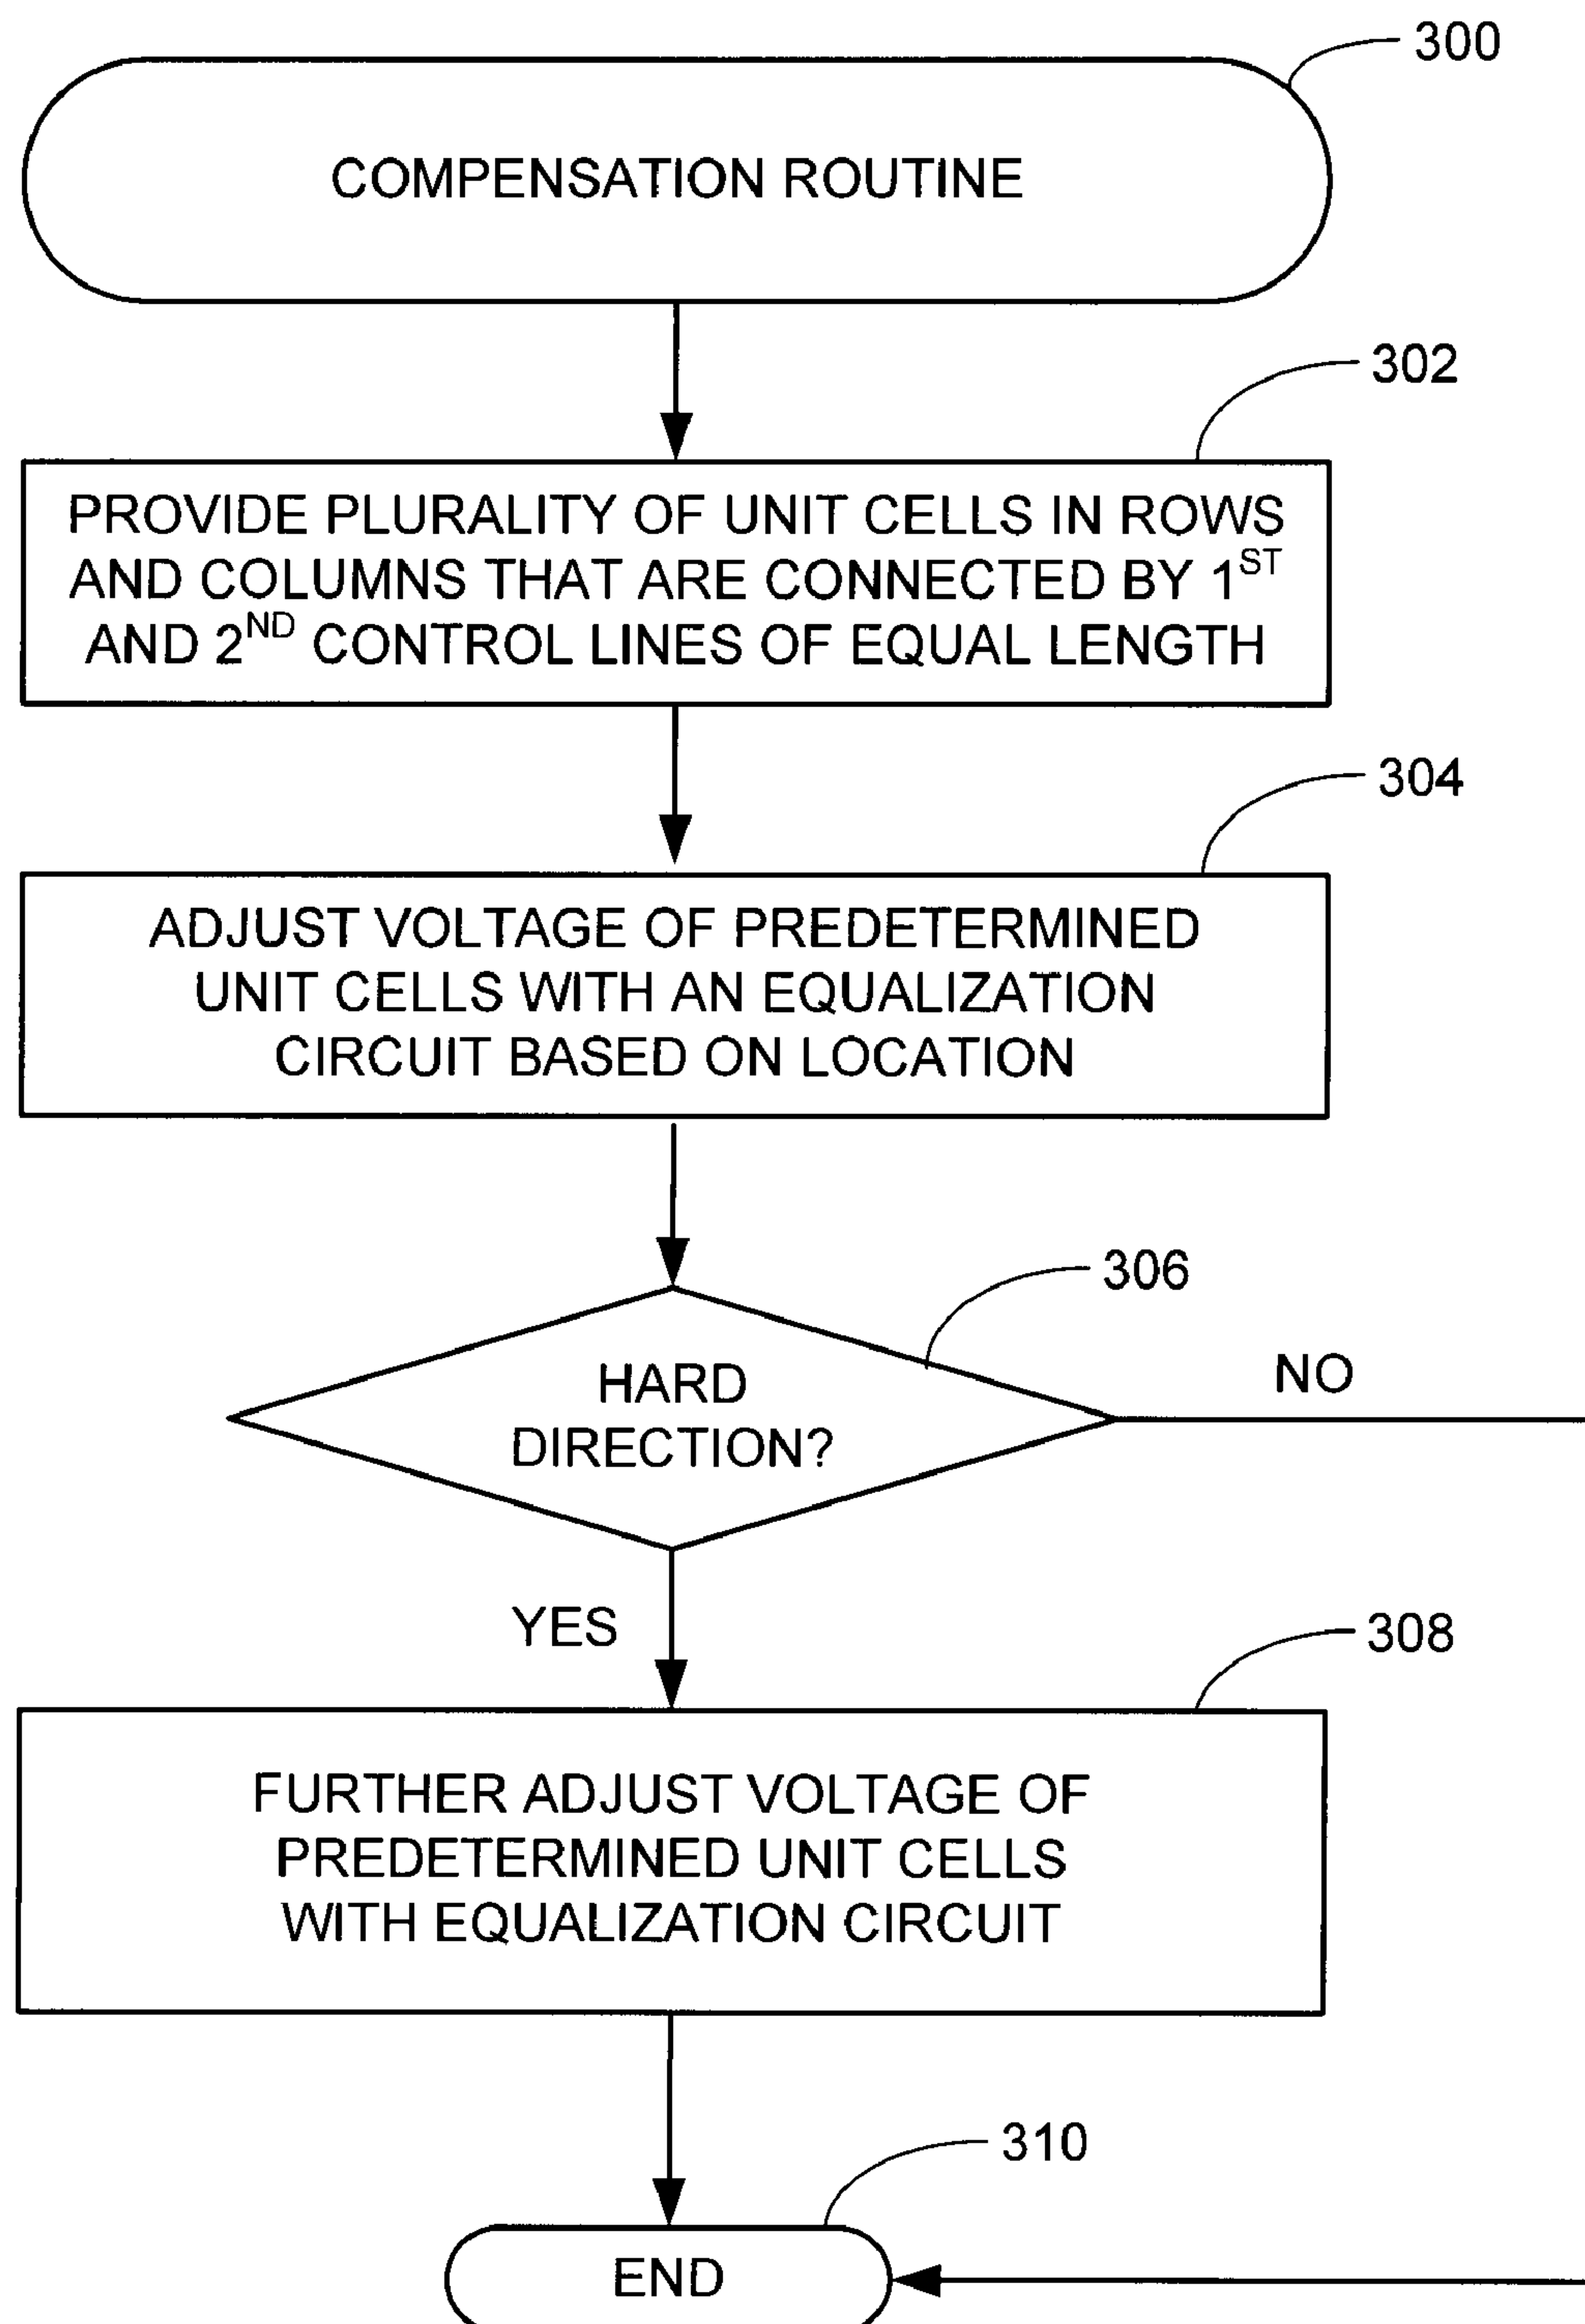 300
COMPENSATION ROUTINE
302
PROVIDE PLURALITY OF UNIT CELLS IN ROWS
AND COLUMNS THAT ARE CONNECTED BY 1ST
AND 2ND CONTROL LINES OF EQUAL LENGTH
304
ADJUST VOLTAGE OF PREDETERMINED
UNIT CELLS WITH AN EQUALIZATION
CIRCUIT BASED ON LOCATION
306
HARD
DIRECTION?
NO
YES
308
FURTHER ADJUST VOLTAGE OF
PREDETERMINED UNIT CELLS
WITH EQUALIZATION CIRCUIT
310
END